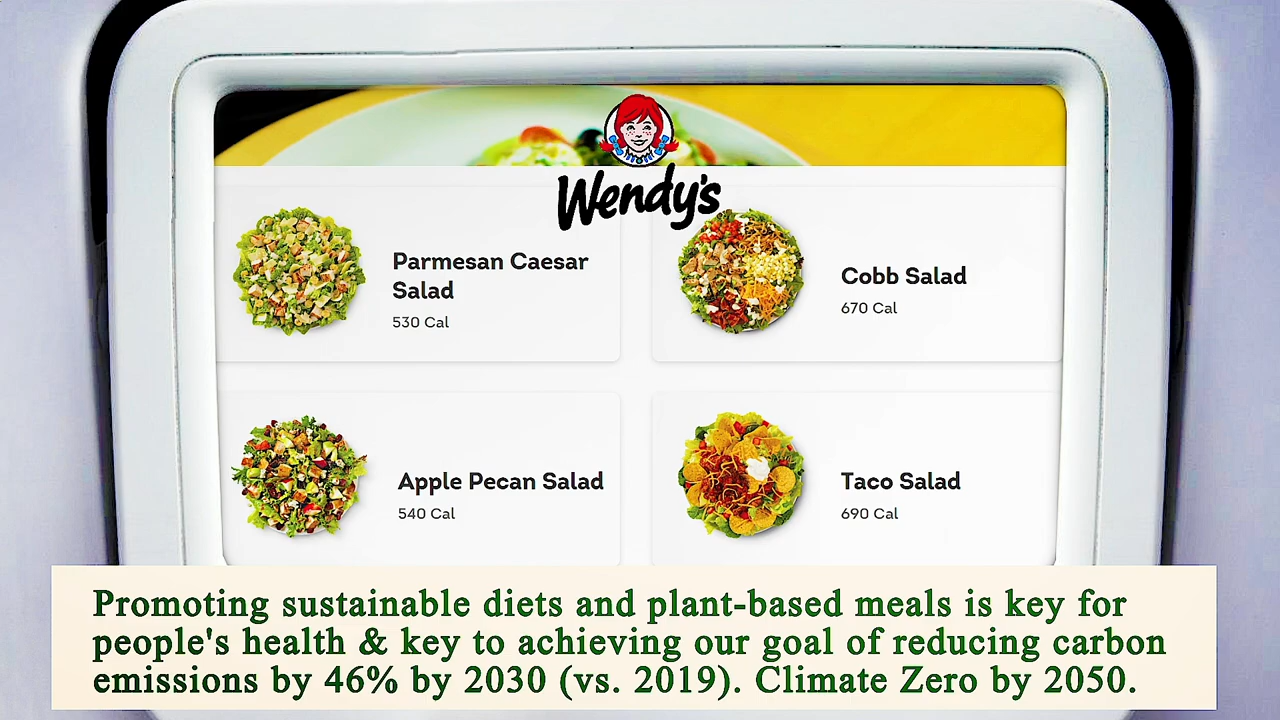 Wendy's
Parmesan Caesar
Salad
530 Cal
Cobb Salad
670 Cal
Apple Pecan Salad
540 Cal
Taco Salad
690 Cal
Promoting sustainable diets and plant-based meals is key for
people's health & key to achieving our goal of reducing carbon
emissions by 46% by 2030 (vs. 2019). Climate Zero by 2050.